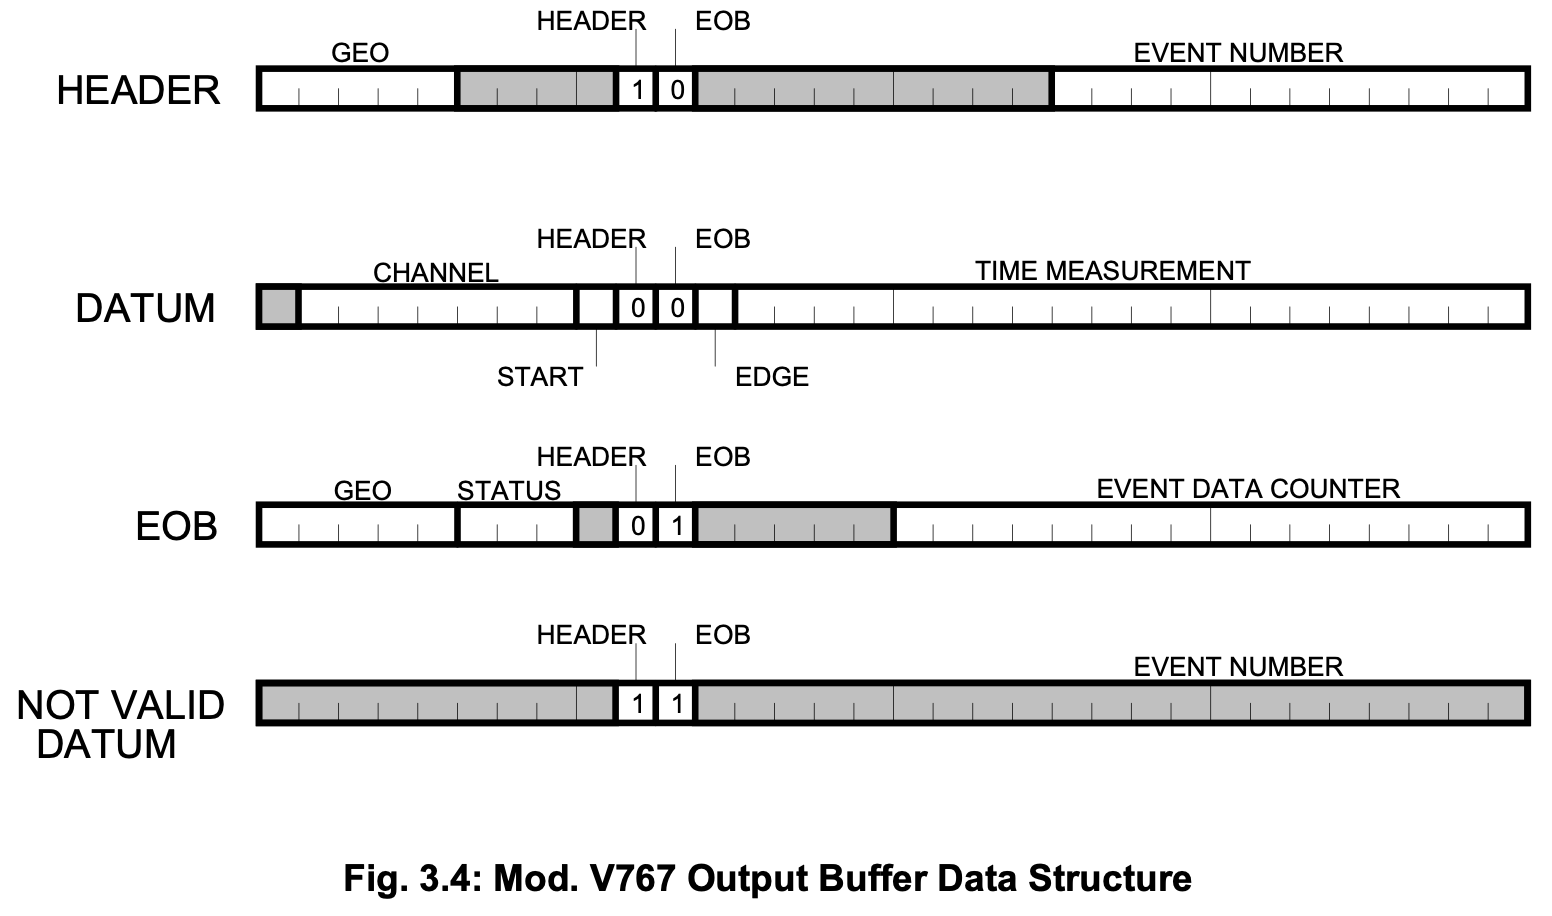 HEADER EOB
GEO EVENT NUMBER
HEADER 1 0
HEADER EOB
CHANNEL TIME MEASUREMENT
DATUM 0 0
START EDGE
HEADER EOB
GEO STATUS EVENT DATA COUNTER
EOB 0 1
HEADER EOB
EVENT NUMBER
NOT VALID 1 1
DATUM
Fig. 3.4: Mod. V767 Output Buffer Data Structure